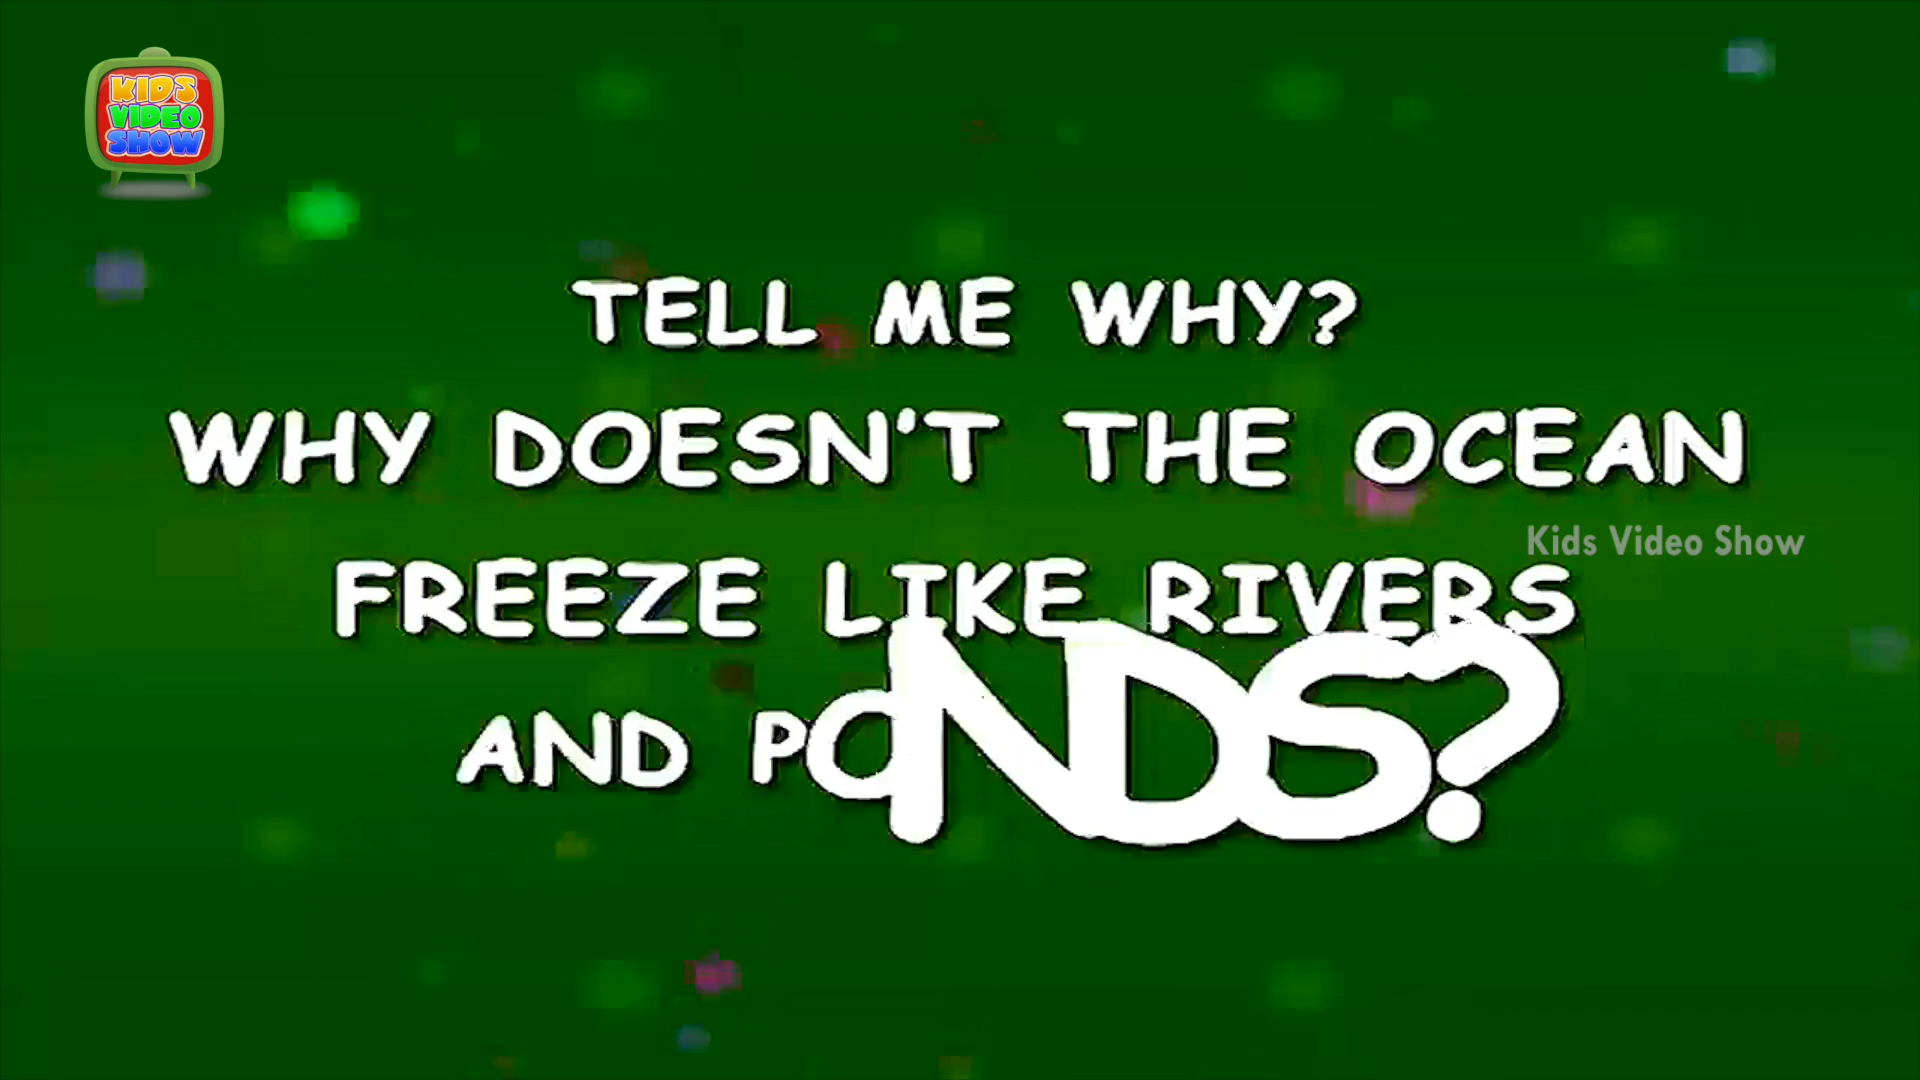 KIDS
VIDEO
SHOW
TELL ME WHY?
WHY DOESN'T THE OCEAN
Kids Video Show
FREEZE LIKE RIVERS
AND PONDS?